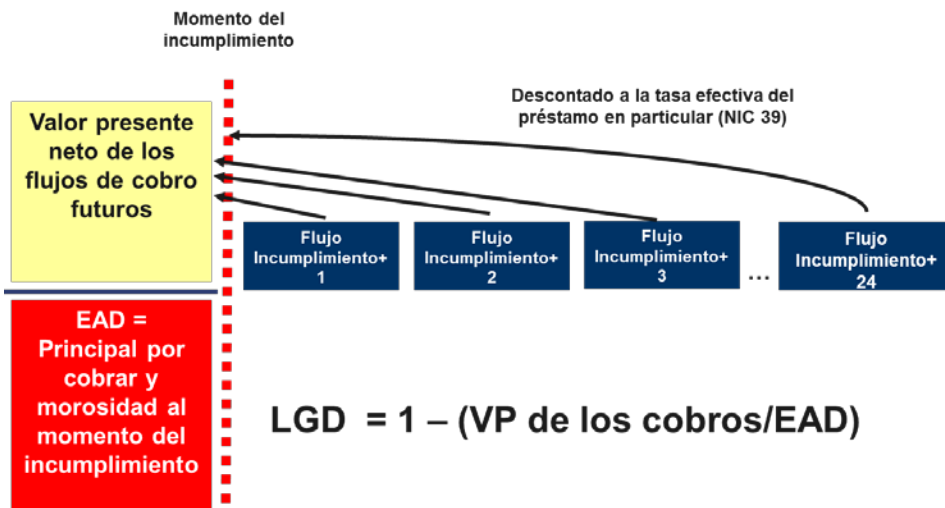 Momento del
incumplimiento
Descontado a la tasa efectiva del
préstamo en particular (NIC 39)
Valor presente
neto de los
flujos de cobro
futuros
Flujo
Incumplimiento+
1
Flujo
Incumplimiento+
2
Flujo
Incumplimiento+
3
...
Flujo
Incumplimiento+
24
EAD =
Principal por
cobrar y
morosidad al
momento del
incumplimiento
LGD = 1 – (VP de los cobros/EAD)